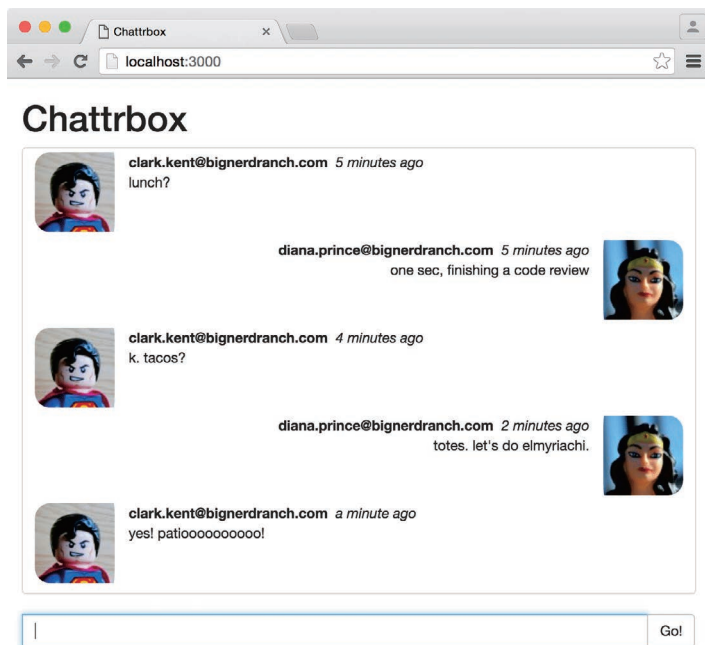 Chattrbox
localhost:3000
Chattrbox
clark.kent@bignerdranch.com 5 minutes ago
lunch?
diana.prince@bignerdranch.com 5 minutes ago
one sec, finishing a code review
clark.kent@bignerdranch.com 4 minutes ago
k. tacos?
diana.prince@bignerdranch.com 2 minutes ago
totes. let's do elmyriachi.
clark.kent@bignerdranch.com a minute ago
yes! patioooooooooo!
Go!